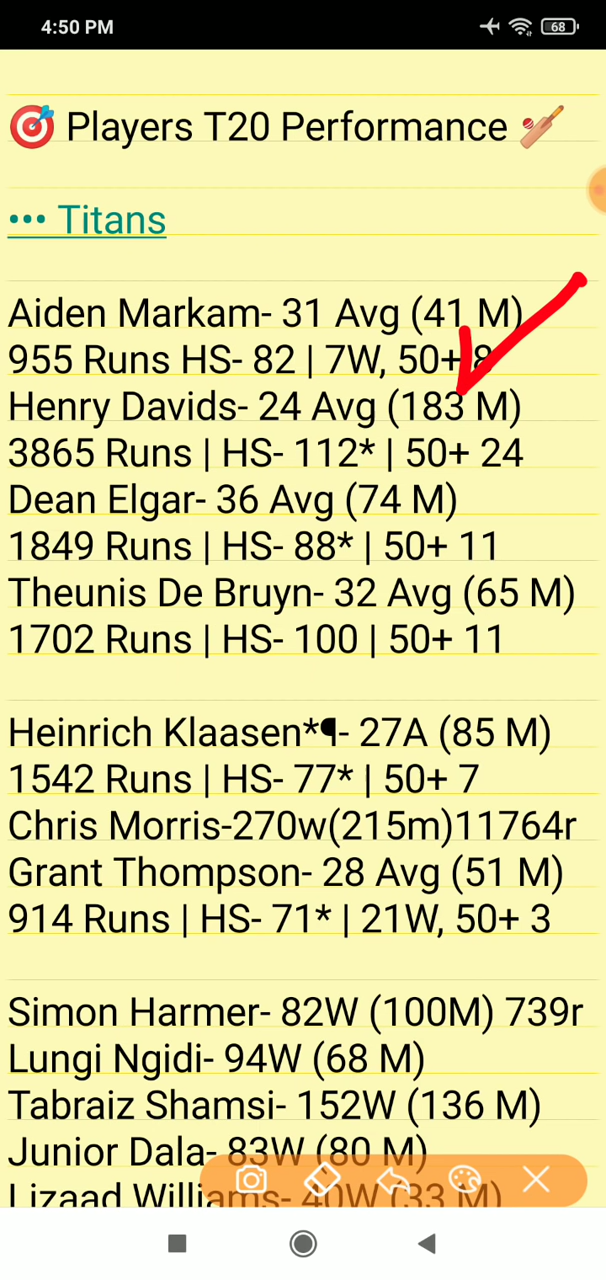 4:50 PM
68
🎯 Players T20 Performance 🏏
••• Titans
Aiden Markam- 31 Avg (41 M)
955 Runs HS- 82 | 7W, 50+ 8
Henry Davids- 24 Avg (183 M)
3865 Runs | HS- 112* | 50+ 24
Dean Elgar- 36 Avg (74 M)
1849 Runs | HS- 88* | 50+ 11
Theunis De Bruyn- 32 Avg (65 M)
1702 Runs | HS- 100 | 50+ 11
Heinrich Klaasen*¶- 27A (85 M)
1542 Runs | HS- 77* | 50+ 7
Chris Morris-270w(215m)11764r
Grant Thompson- 28 Avg (51 M)
914 Runs | HS- 71* | 21W, 50+ 3
Simon Harmer- 82W (100M) 739r
Lungi Ngidi- 94W (68 M)
Tabraiz Shamsi- 152W (136 M)
Junior Dala- 83W (80 M)
Lizaad Williams- 40W (33 M)